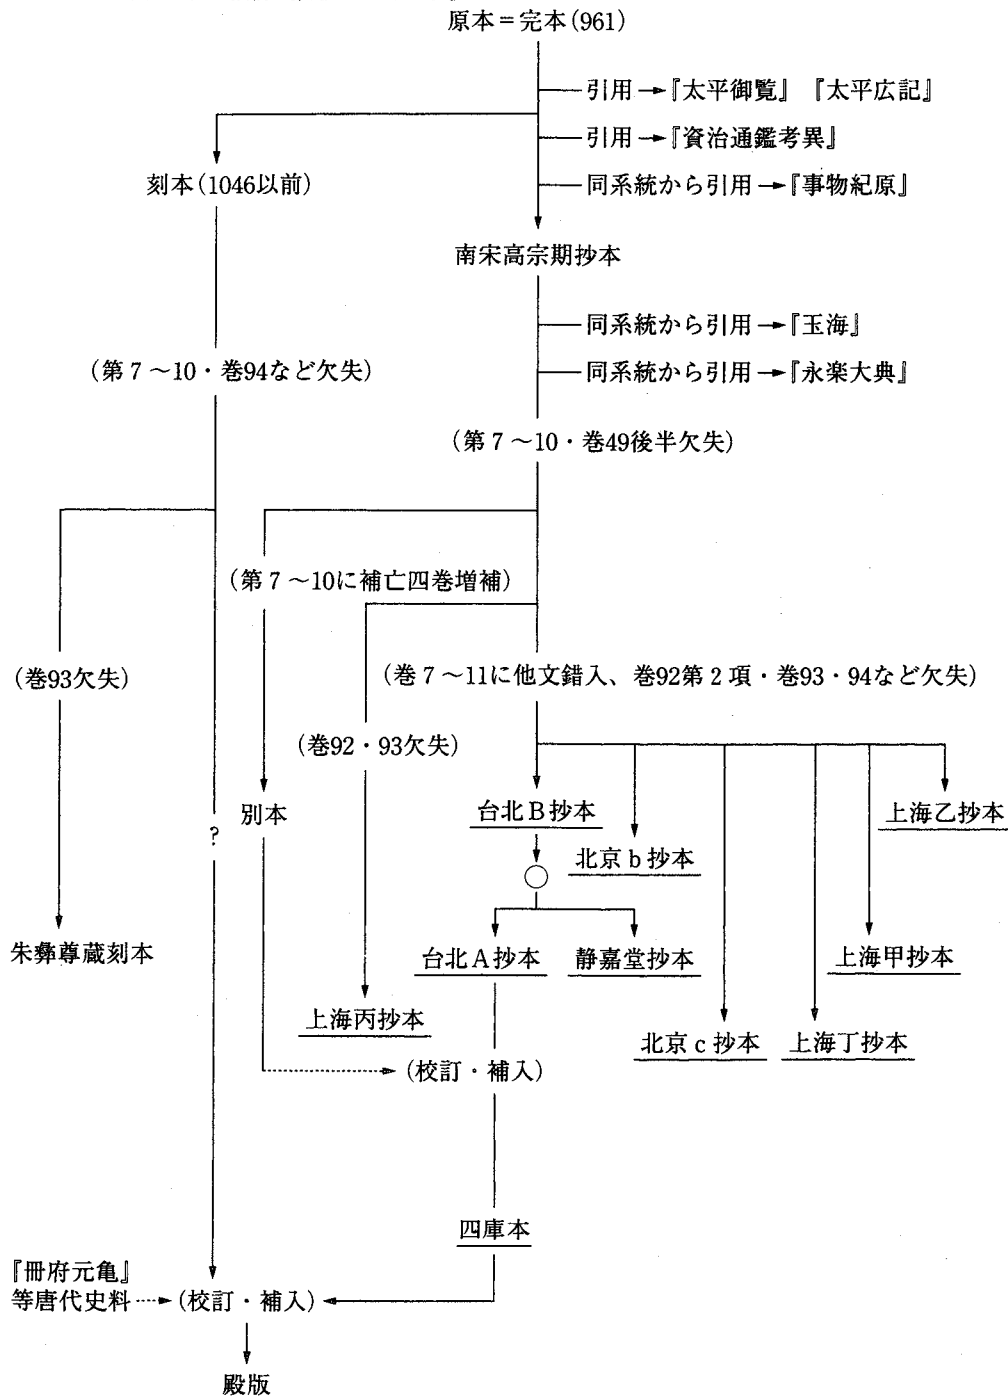 原本＝完本(961)
引用→『太平御覧』『太平広記』
引用→『資治通鑑考異』
刻本(1046以前)
同系統から引用→『事物紀原』
南宋高宗期抄本
同系統から引用→『玉海』
(第7～10・巻94など欠失)
同系統から引用→『永楽大典』
(第7～10・巻49後半欠失)
(第7～10に補亡四巻増補)
(巻93欠失)
(巻7～11に他文錯入、巻92第2項・巻93・94など欠失)
(巻92・93欠失)
別本
台北B抄本
上海乙抄本
?
北京b抄本
朱彝尊蔵刻本
台北A抄本
静嘉堂抄本
上海甲抄本
上海丙抄本
北京c抄本
上海丁抄本
(校訂・補入)
四庫本
『冊府元亀』
等唐代史料→(校訂・補入)
殿版